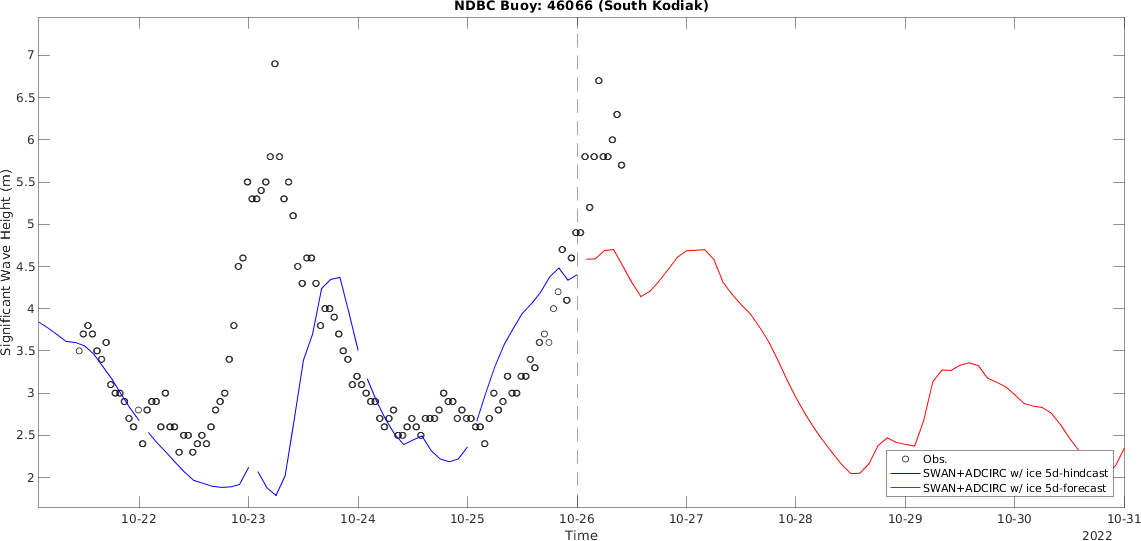 NDBC Buoy: 46066 (South Kodiak)
Significant Wave Height (m)
7
6.5
6
5.5
5
4.5
4
3.5
3
2.5
2
Obs.
SWAN+ADCIRC w/ ice 5d-hindcast
SWAN+ADCIRC w/ ice 5d-forecast
10-22 10-23 10-24 10-25 10-26 10-27 10-28 10-29 10-30 10-31
Time
2022